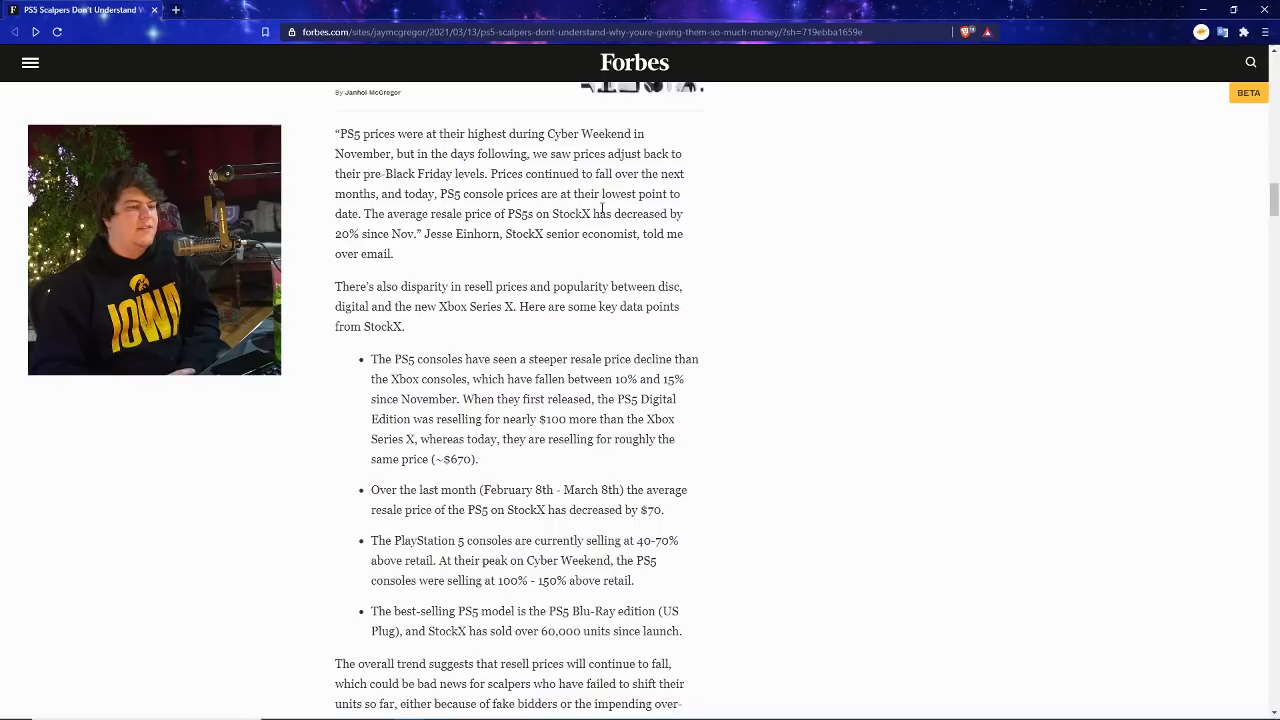 PS5 Scalpers Don't Understand W
forbes.com/sites/jaymcgregor/2021/03/13/ps5-scalpers-dont-understand-why-youre-giving-them-so-much-money/?sh=719ebba1659e
Forbes
BETA
By Janhoi McGregor
“PS5 prices were at their highest during Cyber Weekend in
November, but in the days following, we saw prices adjust back to
their pre-Black Friday levels. Prices continued to fall over the next
months, and today, PS5 console prices are at their lowest point to
date. The average resale price of PS5s on StockX has decreased by
20% since Nov.” Jesse Einhorn, StockX senior economist, told me
over email.
There’s also disparity in resell prices and popularity between disc,
digital and the new Xbox Series X. Here are some key data points
from StockX.
• The PS5 consoles have seen a steeper resale price decline than
the Xbox consoles, which have fallen between 10% and 15%
since November. When they first released, the PS5 Digital
Edition was reselling for nearly $100 more than the Xbox
Series X, whereas today, they are reselling for roughly the
same price (~$670).
• Over the last month (February 8th - March 8th) the average
resale price of the PS5 on StockX has decreased by $70.
• The PlayStation 5 consoles are currently selling at 40-70%
above retail. At their peak on Cyber Weekend, the PS5
consoles were selling at 100% - 150% above retail.
• The best-selling PS5 model is the PS5 Blu-Ray edition (US
Plug), and StockX has sold over 60,000 units since launch.
The overall trend suggests that resell prices will continue to fall,
which could be bad news for scalpers who have failed to shift their
units so far, either because of fake bidders or the impending over-
IOWA